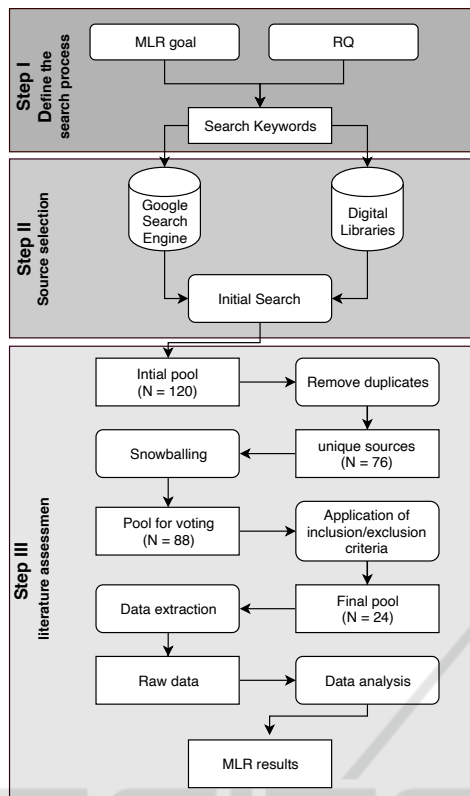 Step I
Define the
search process
MLR goal
RQ
Search Keywords
Step II
Source selection
Google
Search
Engine
Digital
Libraries
Initial Search
Step III
literature assessmen
Intial pool
(N = 120)
Remove duplicates
unique sources
(N = 76)
Snowballing
Pool for voting
(N = 88)
Application of
inclusion/exclusion
criteria
Final pool
(N = 24)
Data extraction
Raw data
Data analysis
MLR results